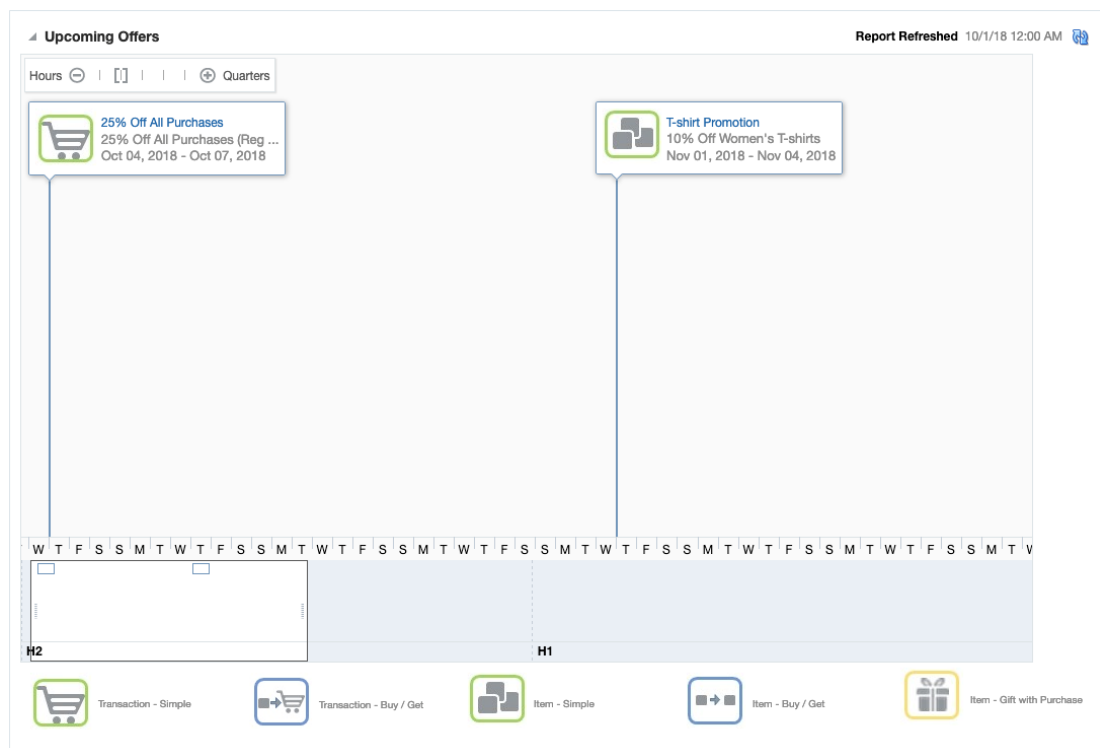 Upcoming Offers
Report Refreshed 10/1/18 12:00 AM
Hours
Quarters
25% Off All Purchases
25% Off All Purchases (Reg ...
Oct 04, 2018 - Oct 07, 2018
T-shirt Promotion
10% Off Women's T-shirts
Nov 01, 2018 - Nov 04, 2018
W T F S S M T W T F S S M T W T F S S M T W T F S S M T W T F S S M T W T F S S M T W T F S S M T
H2
H1
Transaction - Simple
Transaction - Buy / Get
Item - Simple
Item - Buy / Get
Item - Gift with Purchase